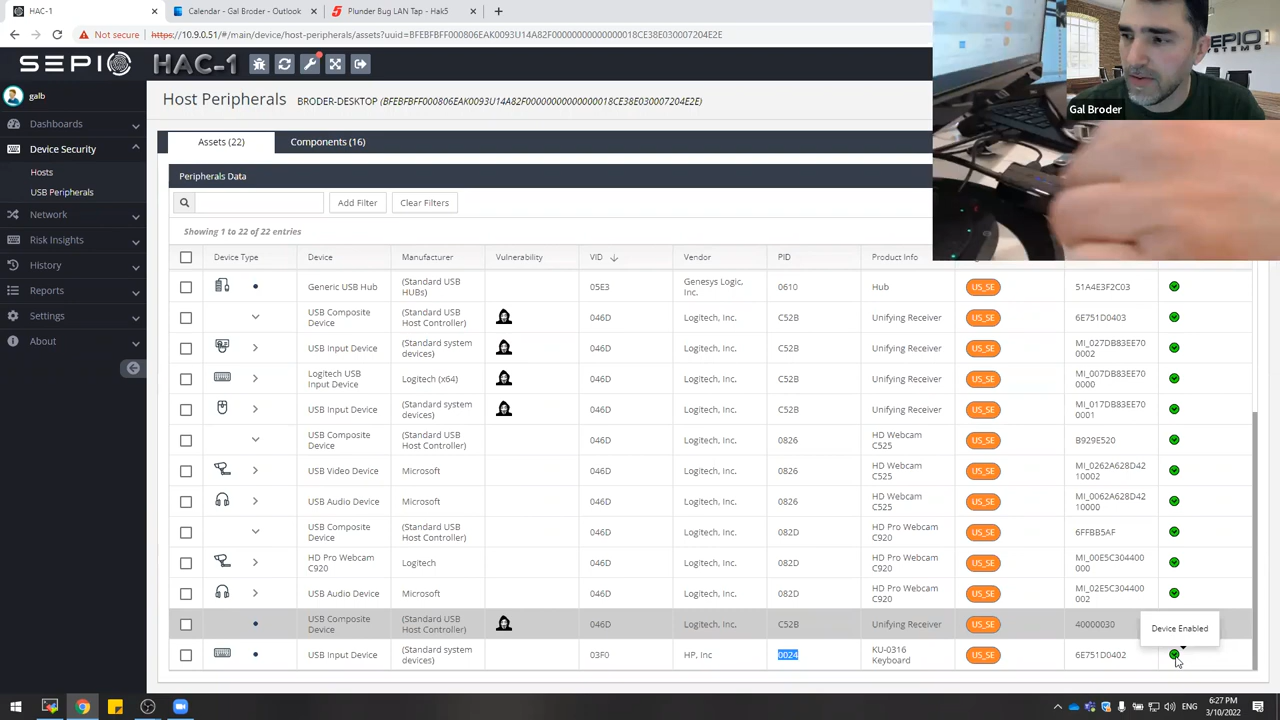 HAC-1
Calendar - Gal Broder - Outlook
Plunder Bug LAN Tap - Hak5
Not secure
https://10.9.0.51/#/main/device/host-peripherals/assets?uuid=BFEBFBFF000806EAK0093U14A82F00000000000000018CE38E030007204E2E
SEPIO HAC-1
galb
Host Peripherals
BRODER-DESKTOP (BFEBFBFF000806EAK0093U14A82F00000000000000018CE38E030007204E2E)
Gal Broder
Dashboards
Device Security
Hosts
USB Peripherals
Network
Risk Insights
History
Reports
Settings
About
Assets (22)
Components (16)
Peripherals Data
Add Filter
Clear Filters
Showing 1 to 22 of 22 entries
Device Type Device Manufacturer Vulnerability VID Vendor PID Product Info
Generic USB Hub (Standard USB HUBs) 05E3 Genesys Logic, Inc. 0610 Hub US_SE 51A4E3F2C03
USB Composite Device (Standard USB Host Controller) 046D Logitech, Inc. C52B Unifying Receiver US_SE 6E751D0403
USB Input Device (Standard system devices) 046D Logitech, Inc. C52B Unifying Receiver US_SE MI_027DB83EE700002
Logitech USB Input Device Logitech (x64) 046D Logitech, Inc. C52B Unifying Receiver US_SE MI_007DB83EE700000
USB Input Device (Standard system devices) 046D Logitech, Inc. C52B Unifying Receiver US_SE MI_017DB83EE700001
USB Composite Device (Standard USB Host Controller) 046D Logitech, Inc. 0826 HD Webcam C525 US_SE B929E520
USB Video Device Microsoft 046D Logitech, Inc. 0826 HD Webcam C525 US_SE MI_0262A628D4210002
USB Audio Device Microsoft 046D Logitech, Inc. 0826 HD Webcam C525 US_SE MI_0062A628D4210000
USB Composite Device (Standard USB Host Controller) 046D Logitech, Inc. 082D HD Pro Webcam C920 US_SE 6FFBB5AF
HD Pro Webcam C920 Logitech 046D Logitech, Inc. 082D HD Pro Webcam C920 US_SE MI_00E5C304400000
USB Audio Device Microsoft 046D Logitech, Inc. 082D HD Pro Webcam C920 US_SE MI_02E5C304400002
USB Composite Device (Standard USB Host Controller) 046D Logitech, Inc. C52B Unifying Receiver US_SE 40000030
Device Enabled
USB Input Device (Standard system devices) 03F0 HP, Inc 0024 KU-0316 Keyboard US_SE 6E751D0402
ENG
6:27 PM
3/10/2022